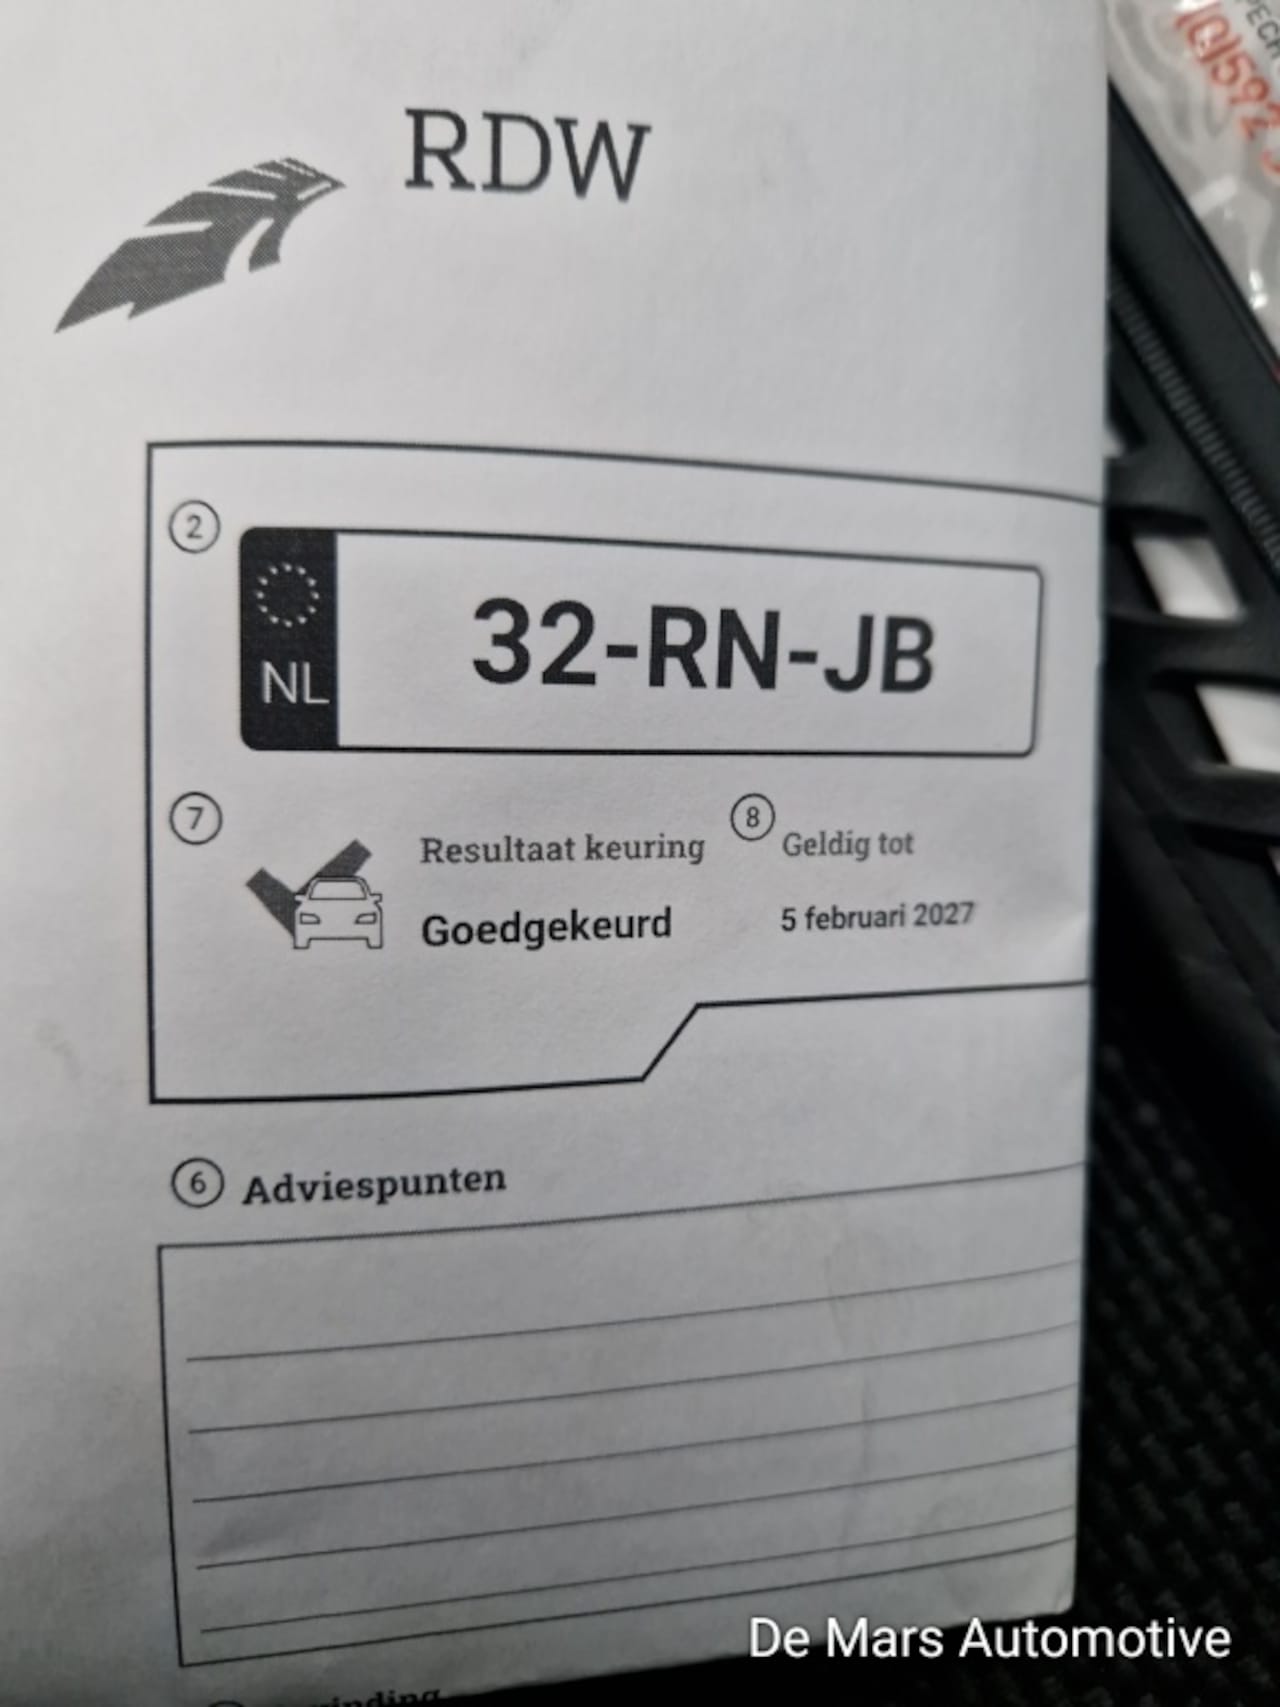 RDW
2
NL
32-RN-JB
7
Resultaat keuring
8
Geldig tot
Goedgekeurd
5 februari 2027
6 Adviespunten
De Mars Automotive